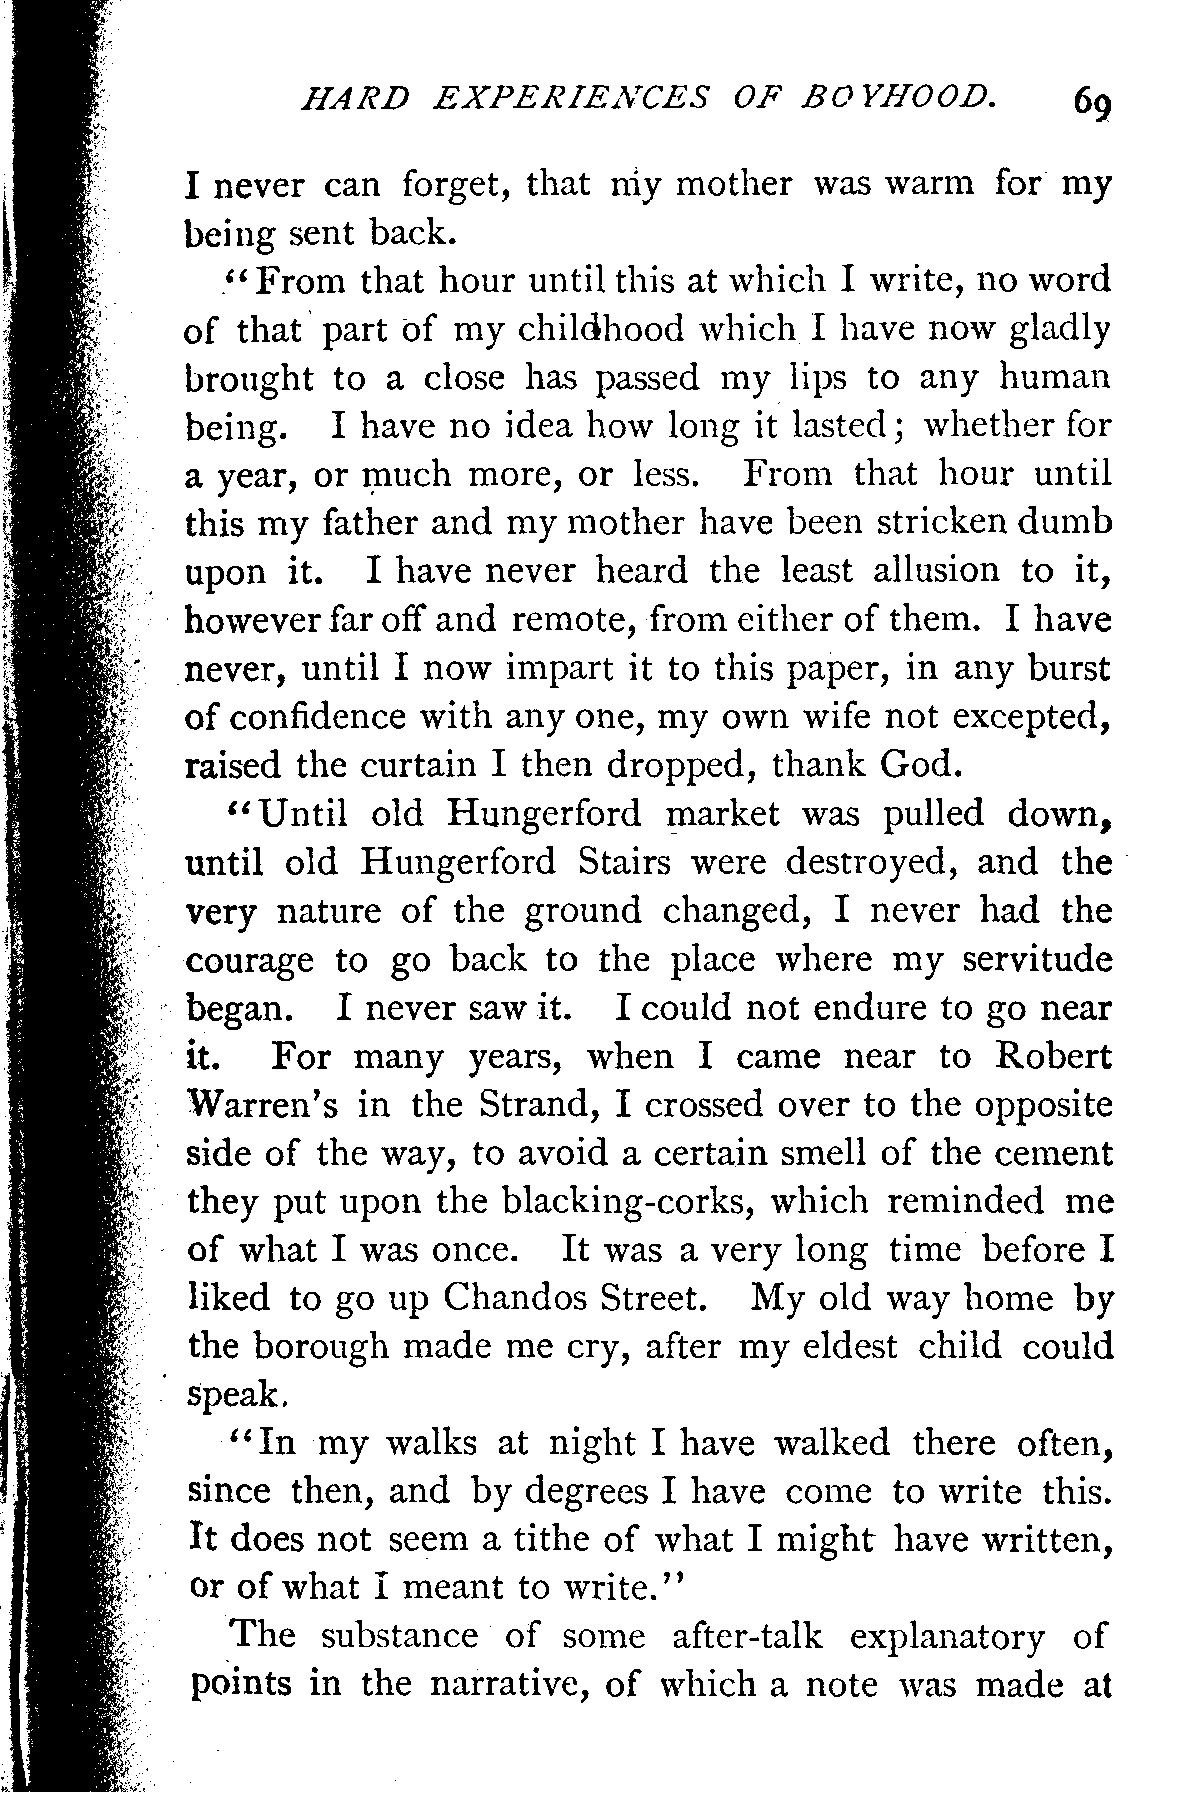 HARD EXPERIENCES OF BOYHOOD. 69
I never can forget, that my mother was warm for my
being sent back.
“From that hour until this at which I write, no word
of that part of my childhood which I have now gladly
brought to a close has passed my lips to any human
being. I have no idea how long it lasted; whether for
a year, or much more, or less. From that hour until
this my father and my mother have been stricken dumb
upon it. I have never heard the least allusion to it,
however far off and remote, from either of them. I have
never, until I now impart it to this paper, in any burst
of confidence with any one, my own wife not excepted,
raised the curtain I then dropped, thank God.
“Until old Hungerford market was pulled down,
until old Hungerford Stairs were destroyed, and the
very nature of the ground changed, I never had the
courage to go back to the place where my servitude
began. I never saw it. I could not endure to go near
it. For many years, when I came near to Robert
Warren's in the Strand, I crossed over to the opposite
side of the way, to avoid a certain smell of the cement
they put upon the blacking-corks, which reminded me
of what I was once. It was a very long time before I
liked to go up Chandos Street. My old way home by
the borough made me cry, after my eldest child could
speak.
“In my walks at night I have walked there often,
since then, and by degrees I have come to write this.
It does not seem a tithe of what I might have written,
or of what I meant to write.”
The substance of some after-talk explanatory of
points in the narrative, of which a note was made at